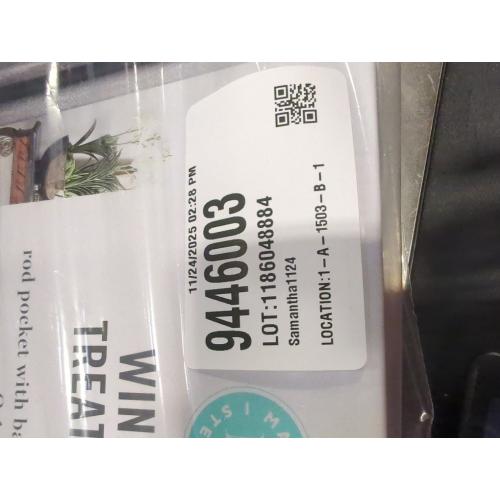 11/24/2025 02:28 PM
9446003
LOT:1186048884
Samantha1124
LOCATION:1-A-1503-B-1
WIN
TREAT
rod pocket with ba